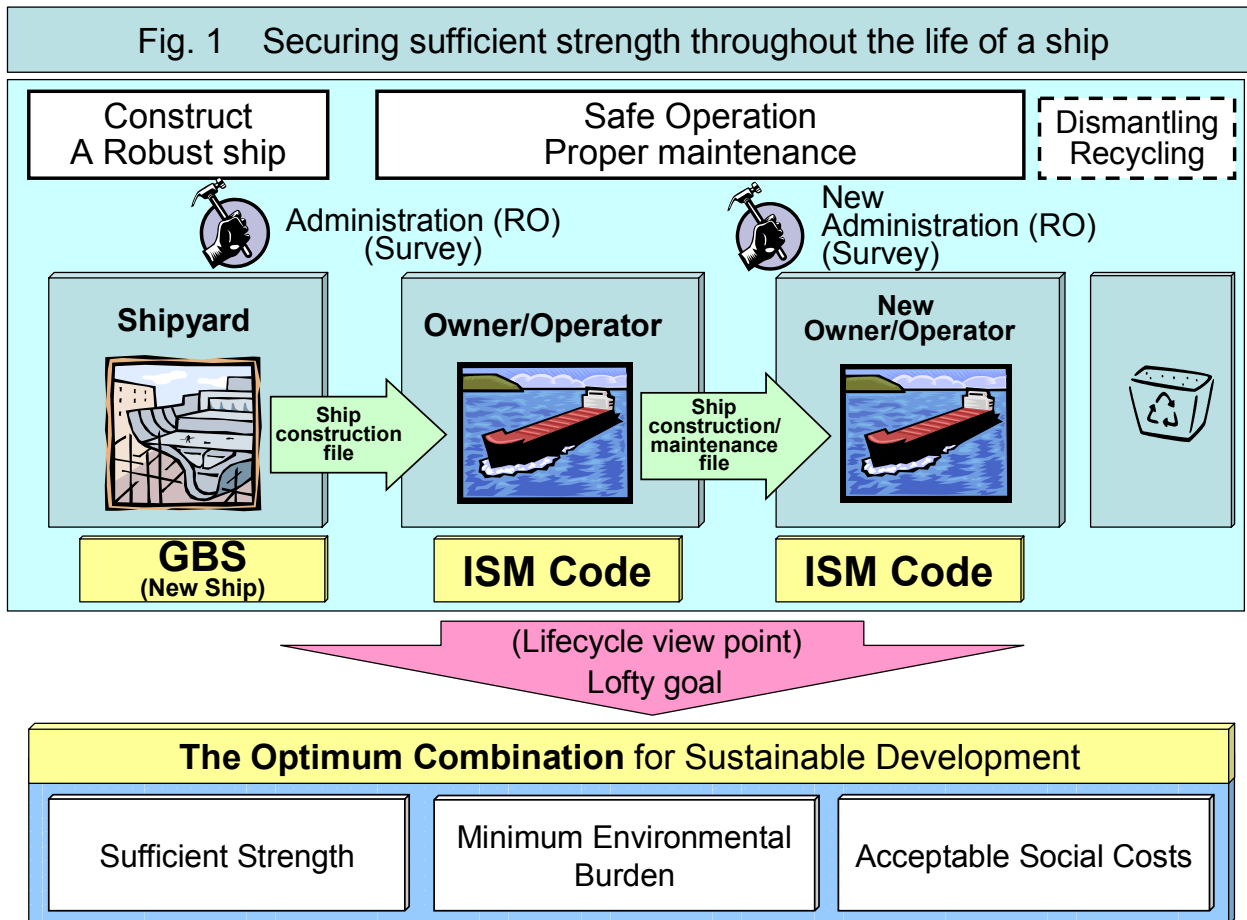 Fig. 1 Securing sufficient strength throughout the life of a ship
Construct
A Robust ship
Safe Operation
Proper maintenance
Dismantling
Recycling
Administration (RO)
(Survey)
New
Administration (RO)
(Survey)
Shipyard
Owner/Operator
New
Owner/Operator
Ship
construction
file
Ship
construction/
maintenance
file
GBS
(New Ship)
ISM Code
ISM Code
(Lifecycle view point)
Lofty goal
The Optimum Combination for Sustainable Development
Sufficient Strength
Minimum Environmental
Burden
Acceptable Social Costs